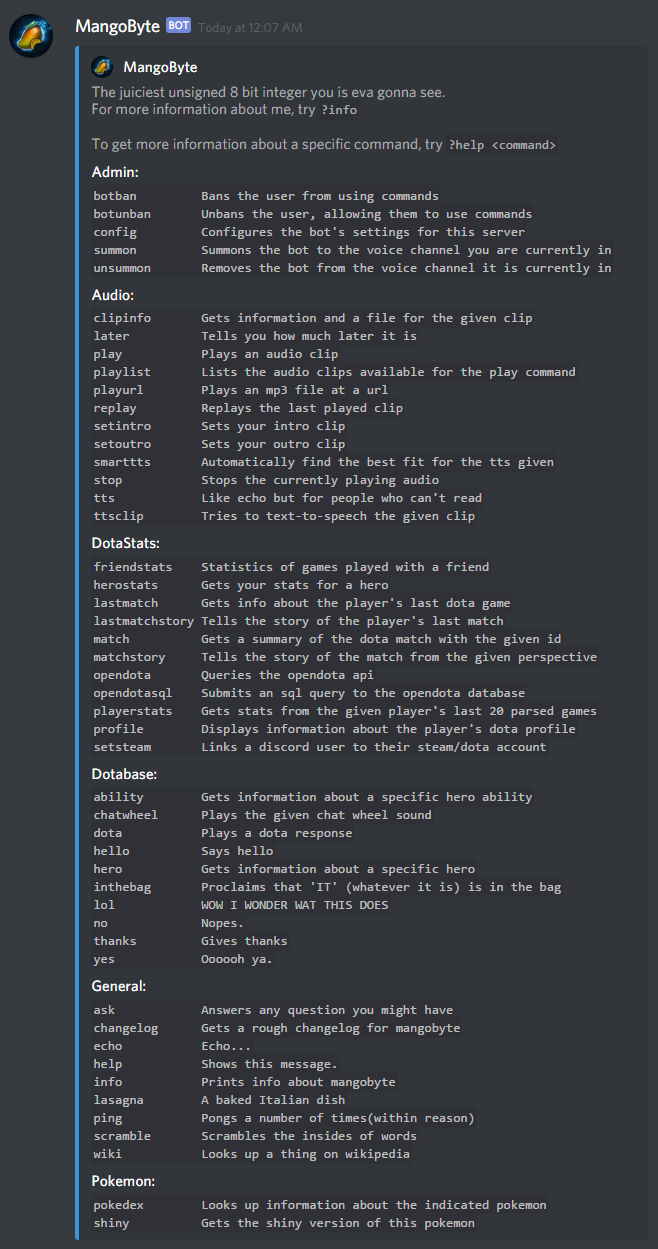 MangoByte BOT Today at 12:07 AM
MangoByte
The juiciest unsigned 8 bit integer you is eva gonna see.
For more information about me, try ?info
To get more information about a specific command, try ?help <command>
Admin:
botban Bans the user from using commands
botunban Unbans the user, allowing them to use commands
config Configures the bot's settings for this server
summon Summons the bot to the voice channel you are currently in
unsummon Removes the bot from the voice channel it is currently in
Audio:
clipinfo Gets information and a file for the given clip
later Tells you how much later it is
play Plays an audio clip
playlist Lists the audio clips available for the play command
playurl Plays an mp3 file at a url
replay Replays the last played clip
setintro Sets your intro clip
setoutro Sets your outro clip
smarttts Automatically find the best fit for the tts given
stop Stops the currently playing audio
tts Like echo but for people who can't read
ttsclip Tries to text-to-speech the given clip
DotaStats:
friendstats Statistics of games played with a friend
herostats Gets your stats for a hero
lastmatch Gets info about the player's last dota game
lastmatchstory Tells the story of the player's last match
match Gets a summary of the dota match with the given id
matchstory Tells the story of the match from the given perspective
opendota Queries the opendota api
opendotasql Submits an sql query to the opendota database
playerstats Gets stats from the given player's last 20 parsed games
profile Displays information about the player's dota profile
setsteam Links a discord user to their steam/dota account
Dotabase:
ability Gets information about a specific hero ability
chatwheel Plays the given chat wheel sound
dota Plays a dota response
hello Says hello
hero Gets information about a specific hero
inthebag Proclaims that 'IT' (whatever it is) is in the bag
lol WOW I WONDER WAT THIS DOES
no Nopes.
thanks Gives thanks
yes Oooooh ya.
General:
ask Answers any question you might have
changelog Gets a rough changelog for mangobyte
echo Echo...
help Shows this message.
info Prints info about mangobyte
lasagna A baked Italian dish
ping Pongs a number of times(within reason)
scramble Scrambles the insides of words
wiki Looks up a thing on wikipedia
Pokemon:
pokedex Looks up information about the indicated pokemon
shiny Gets the shiny version of this pokemon